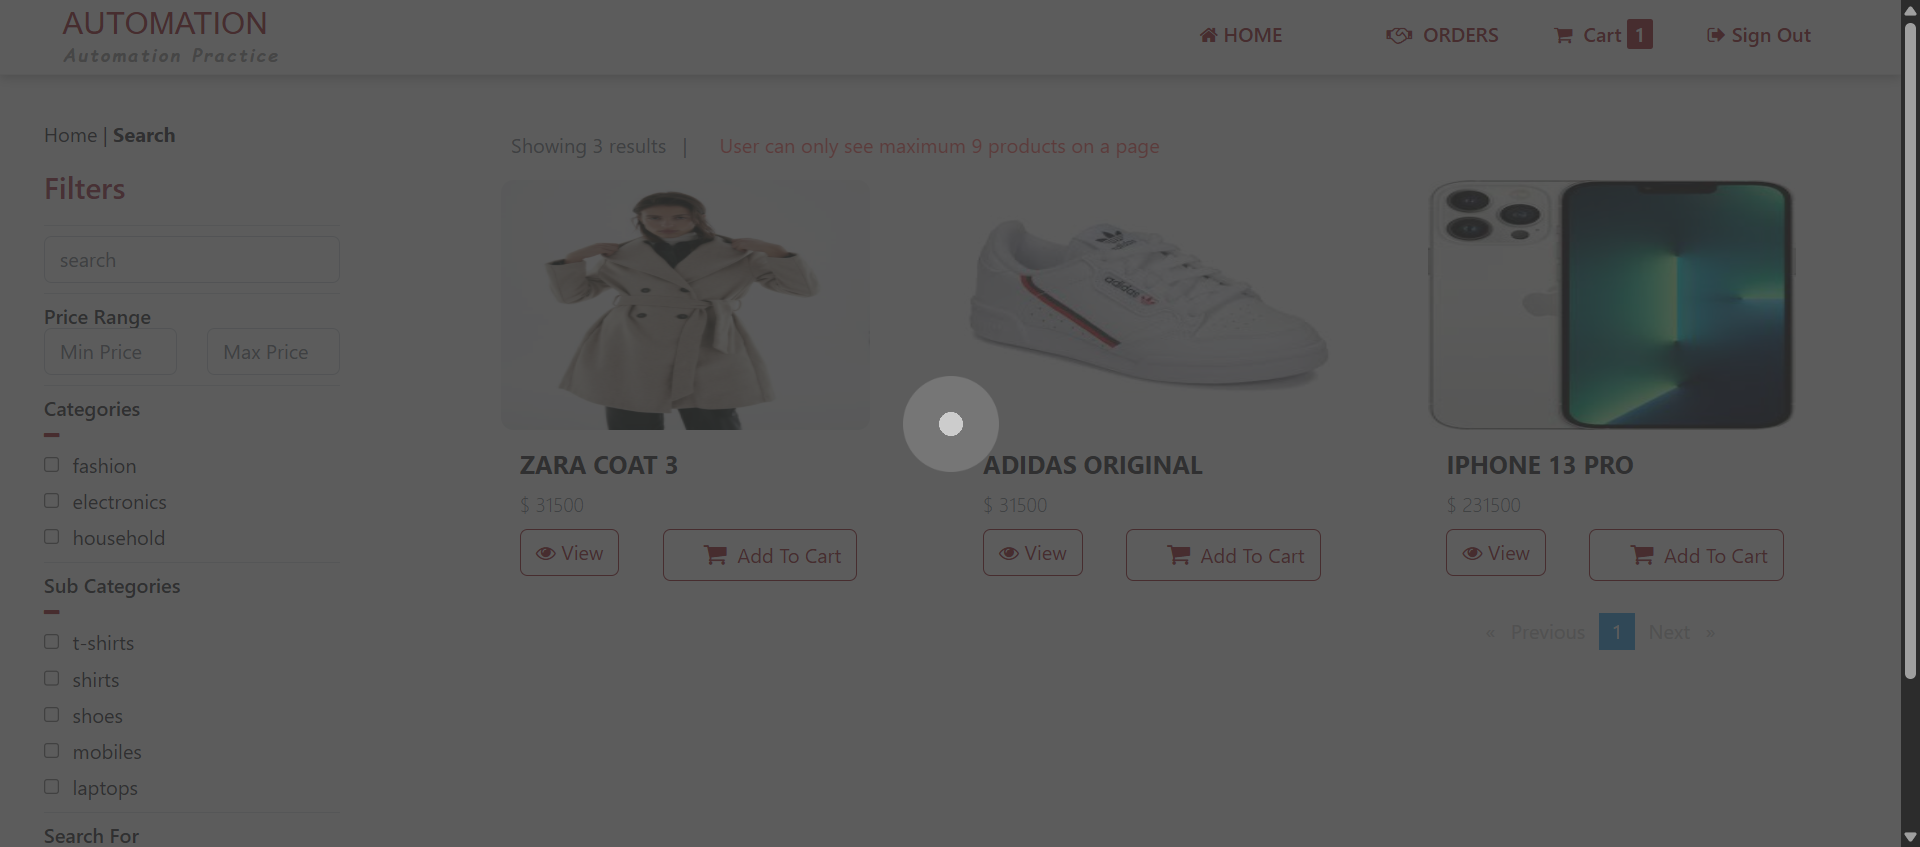 AUTOMATION
Automation Practice
HOME
ORDERS
Cart 1
Sign Out
Home | Search
Showing 3 results |
User can only see maximum 9 products on a page
Filters
search
Price Range
Min Price
Max Price
Categories
fashion
electronics
household
Sub Categories
t-shirts
shirts
shoes
mobiles
laptops
Search For
adidas
ZARA COAT 3
$ 31500
View
Add To Cart
ADIDAS ORIGINAL
$ 31500
View
Add To Cart
IPHONE 13 PRO
$ 231500
View
Add To Cart
« Previous 1 Next »